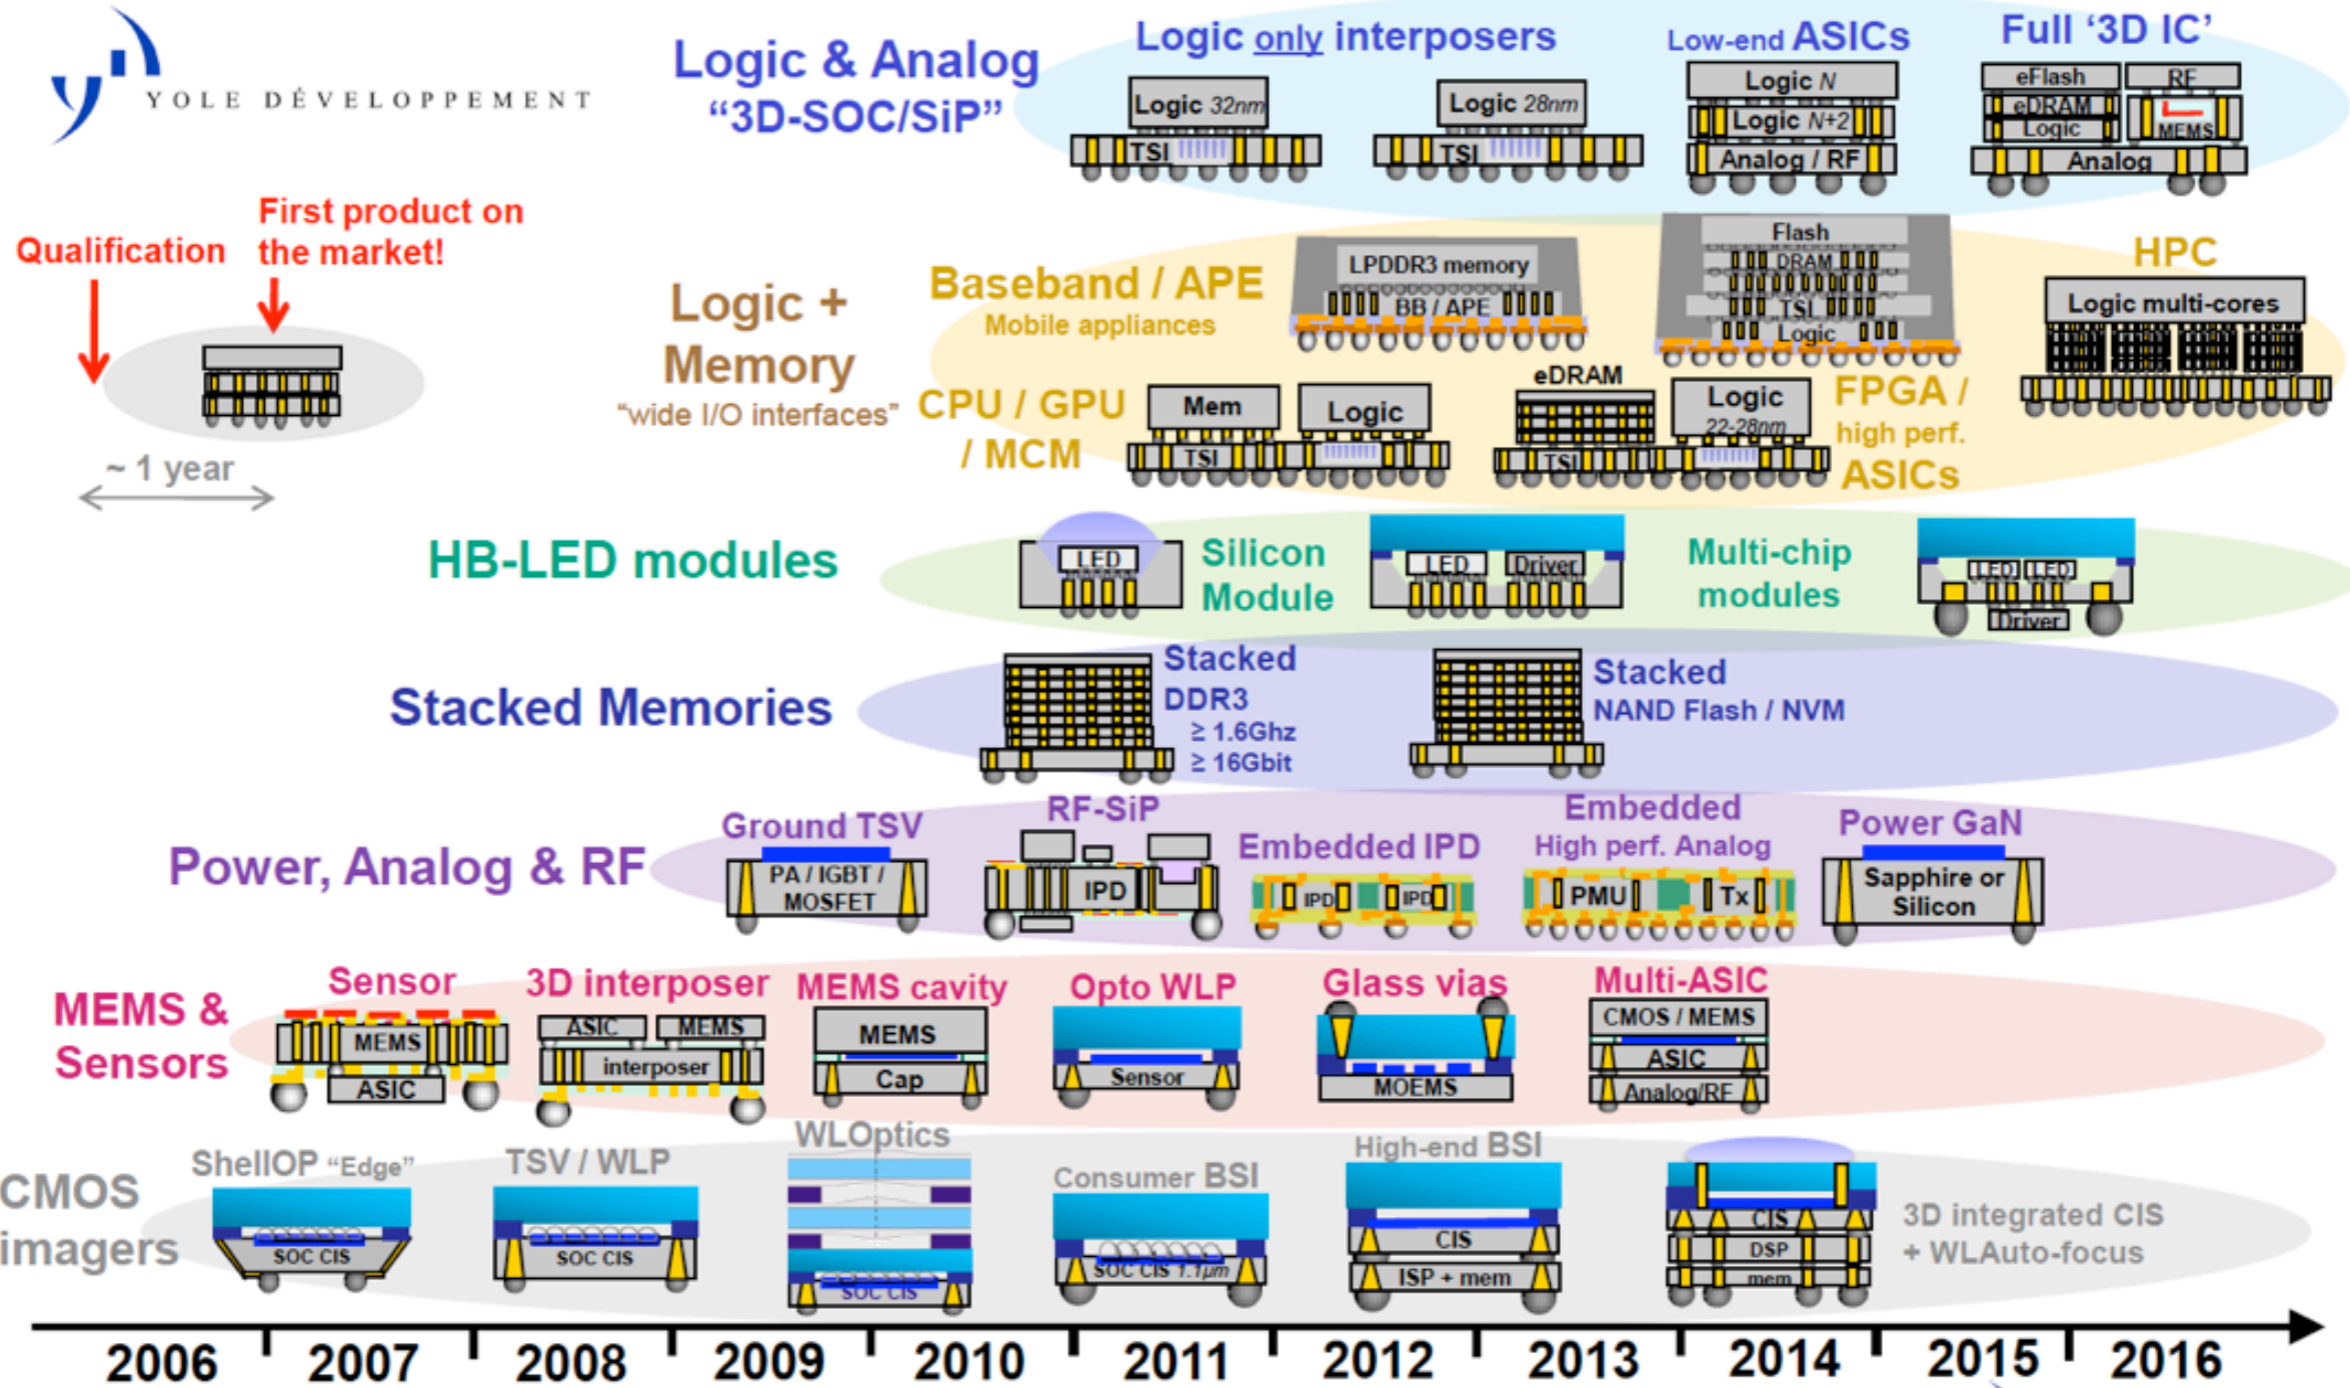 YOLE DÉVELOPPEMENT
Logic & Analog
“3D-SOC/SiP”
Logic only interposers
Low-end ASICs
Full ‘3D IC’
Logic 32nm
TSI
Logic 28nm
TSI
Logic N
Logic N+2
Analog / RF
eFlash
eDRAM
Logic
RF
MEMS
Analog
Qualification
First product on
the market!
~ 1 year
Logic +
Memory
“wide I/O interfaces”
Baseband / APE
Mobile appliances
LPDDR3 memory
BB / APE
Flash
DRAM
TSI
Logic
HPC
Logic multi-cores
CPU / GPU
/ MCM
Mem
Logic
TSI
eDRAM
Logic
22-28nm
TSI
FPGA /
high perf.
ASICs
HB-LED modules
LED
Silicon
Module
LED
Driver
Multi-chip
modules
LED
LED
Driver
Stacked Memories
Stacked
DDR3
≥ 1.6Ghz
≥ 16Gbit
Stacked
NAND Flash / NVM
Power, Analog & RF
Ground TSV
PA / IGBT /
MOSFET
RF-SiP
IPD
Embedded IPD
IPD
IPD
Embedded
High perf. Analog
PMU
Tx
Power GaN
Sapphire or
Silicon
MEMS &
Sensors
Sensor
MEMS
ASIC
3D interposer
ASIC
MEMS
interposer
MEMS cavity
MEMS
Cap
Opto WLP
Sensor
Glass vias
MOEMS
Multi-ASIC
CMOS / MEMS
ASIC
Analog/RF
CMOS
imagers
ShellOP “Edge”
SOC CIS
TSV / WLP
SOC CIS
WLOptics
SOC CIS
Consumer BSI
SOC CIS 1.1µm
High-end BSI
CIS
ISP + mem
CIS
DSP
mem
3D integrated CIS
+ WLAuto-focus
2006 2007 2008 2009 2010 2011 2012 2013 2014 2015 2016